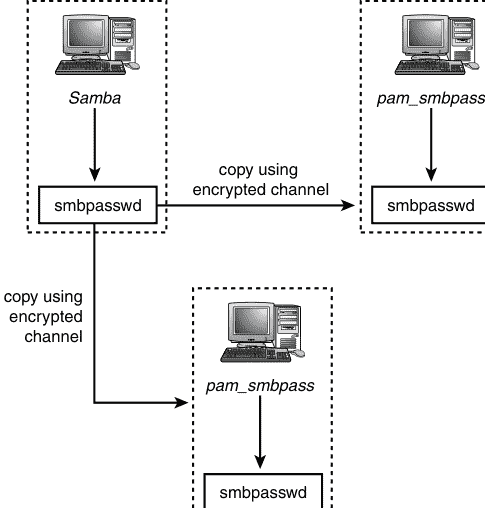 Samba
pam_smbpass
smbpasswd
copy using
encrypted channel
smbpasswd
copy using
encrypted
channel
pam_smbpass
smbpasswd